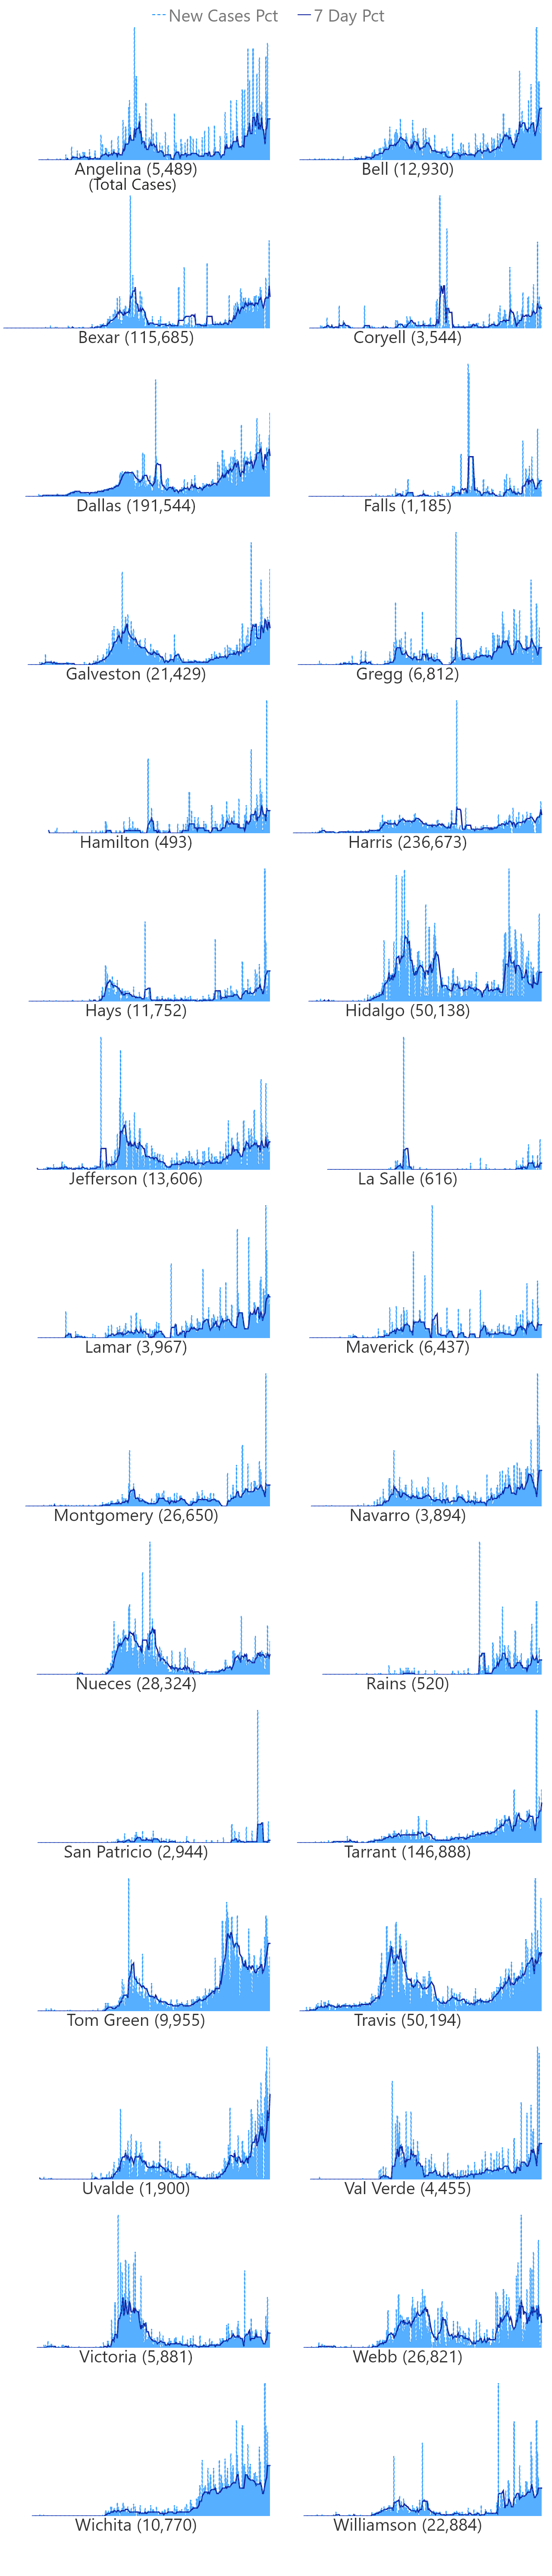 New Cases Pct 7 Day Pct
Angelina (5,489) Bell (12,930)
(Total Cases)
Bexar (115,685) Coryell (3,544)
Dallas (191,544) Falls (1,185)
Galveston (21,429) Gregg (6,812)
Hamilton (493) Harris (236,673)
Hays (11,752) Hidalgo (50,138)
Jefferson (13,606) La Salle (616)
Lamar (3,967) Maverick (6,437)
Montgomery (26,650) Navarro (3,894)
Nueces (28,324) Rains (520)
San Patricio (2,944) Tarrant (146,888)
Tom Green (9,955) Travis (50,194)
Uvalde (1,900) Val Verde (4,455)
Victoria (5,881) Webb (26,821)
Wichita (10,770) Williamson (22,884)